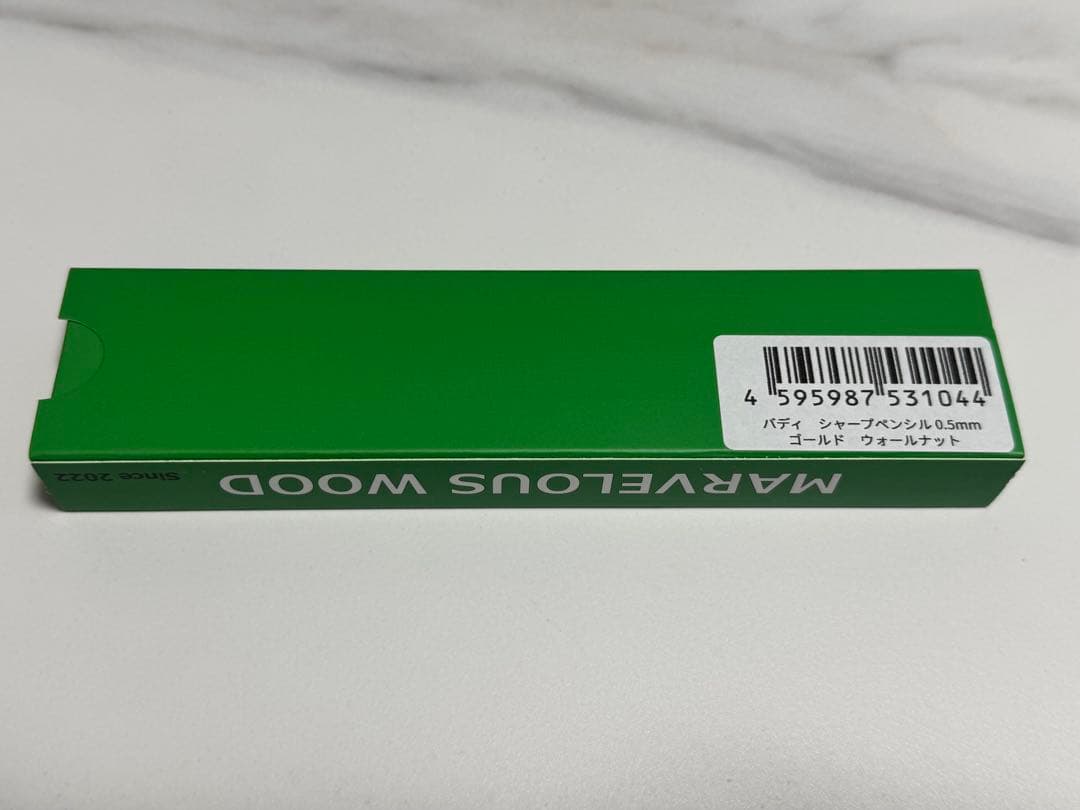 4 595987 531044
バディ　シャープペンシル 0.5mm
ゴールド　ウォールナット
MARVELOUS WOOD
Since 2022